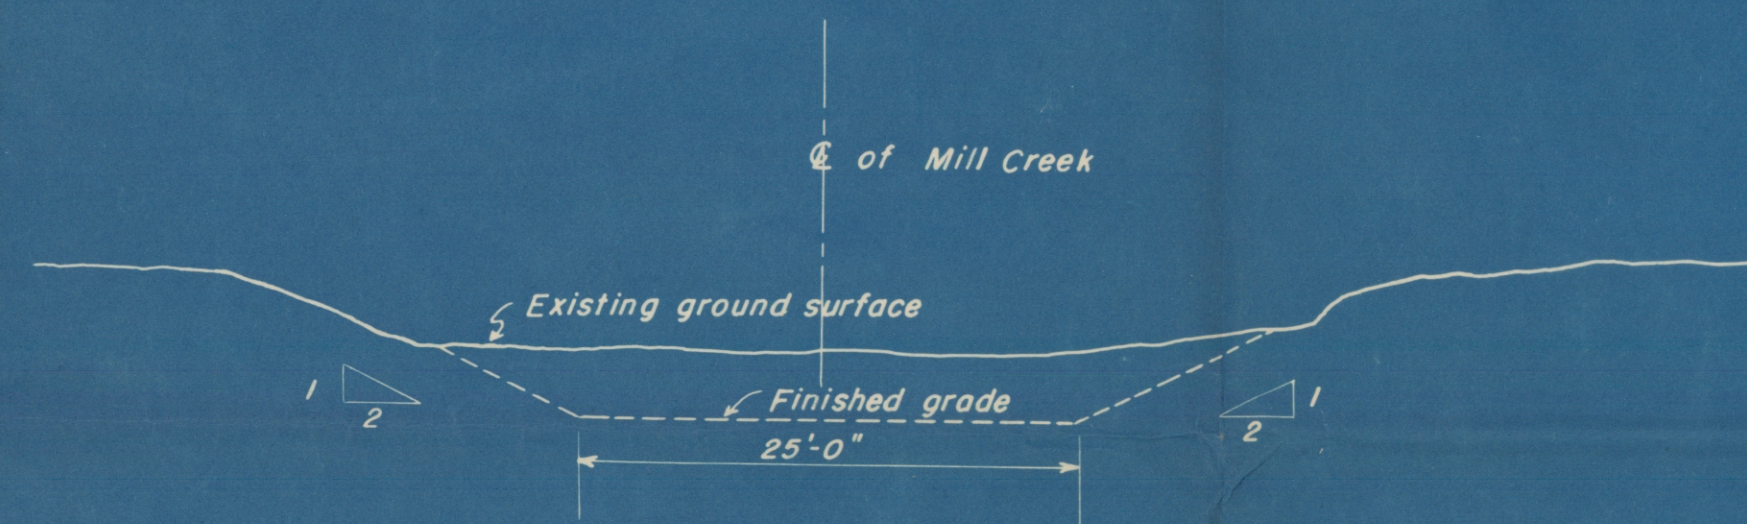 ℄ of Mill Creek
Existing ground surface
Finished grade
1
2
1
2
25'-0"